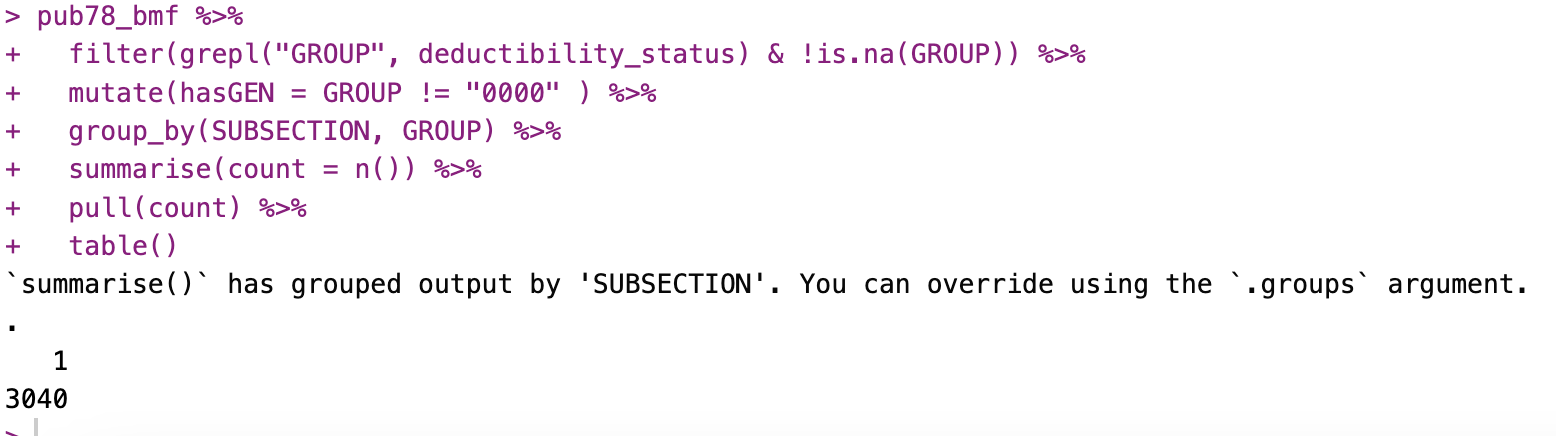 > pub78_bmf %>%
+   filter(grepl("GROUP", deductibility_status) & !is.na(GROUP)) %>%
+   mutate(hasGEN = GROUP != "0000" ) %>%
+   group_by(SUBSECTION, GROUP) %>%
+   summarise(count = n()) %>%
+   pull(count) %>%
+   table()
`summarise()` has grouped output by 'SUBSECTION'. You can override using the `.groups` argument.
.
   1
3040
>